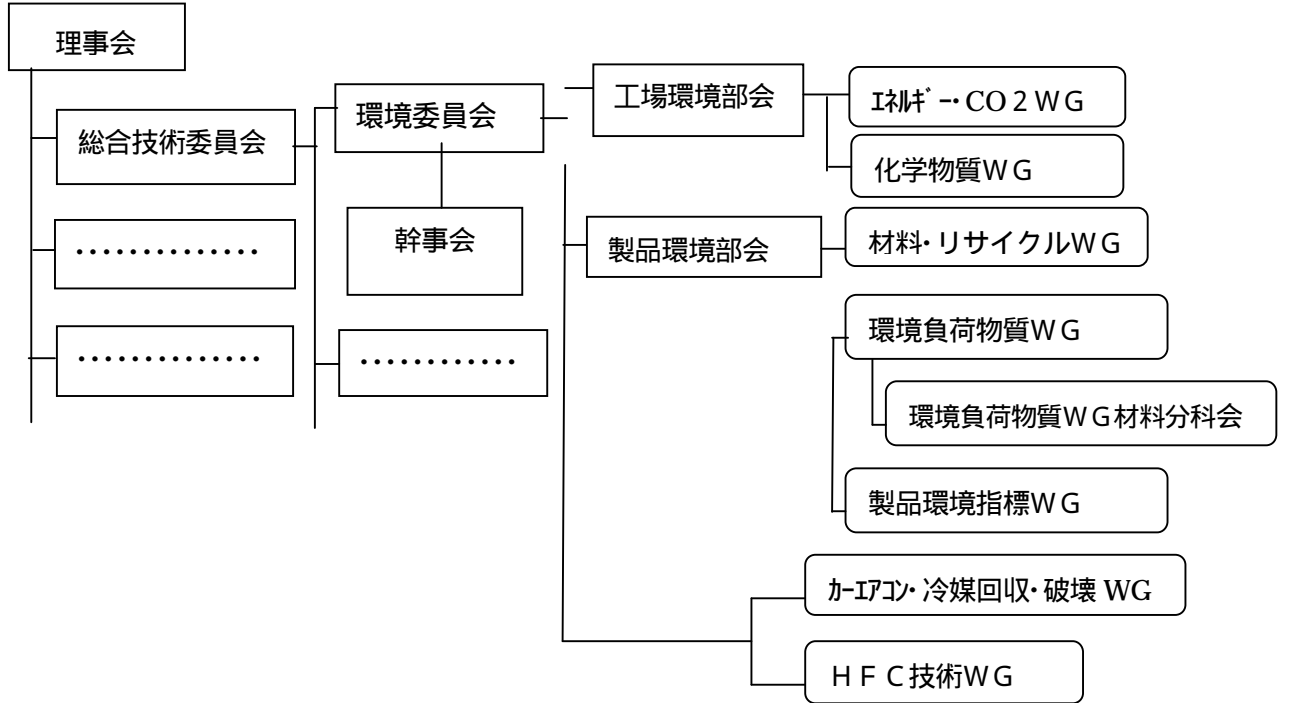 理事会
総合技術委員会
・・・・・・・・・・・・・・
・・・・・・・・・・・・・・
環境委員会
幹事会
・・・・・・・・・・・・
工場環境部会
ｴﾈﾙｷﾞｰ・CO２ＷＧ
化学物質ＷＧ
製品環境部会
材料・リサイクルＷＧ
環境負荷物質ＷＧ
環境負荷物質ＷＧ材料分科会
製品環境指標ＷＧ
ｶｰｴｱｺﾝ・冷媒回収・破壊 WG
ＨＦＣ技術ＷＧ